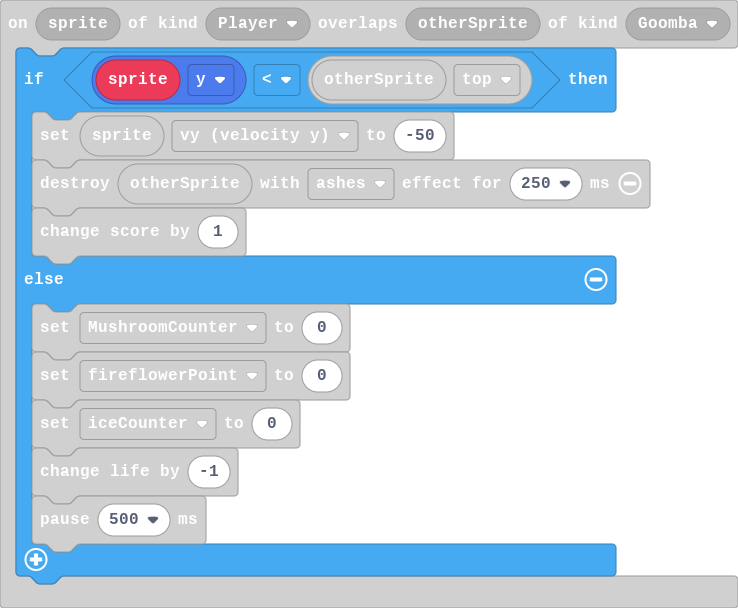 on sprite of kind Player overlaps otherSprite of kind Goomba
if sprite y < otherSprite top then
set sprite vy (velocity y) to -50
destroy otherSprite with ashes effect for 250 ms
change score by 1
else
set MushroomCounter to 0
set fireflowerPoint to 0
set iceCounter to 0
change life by -1
pause 500 ms